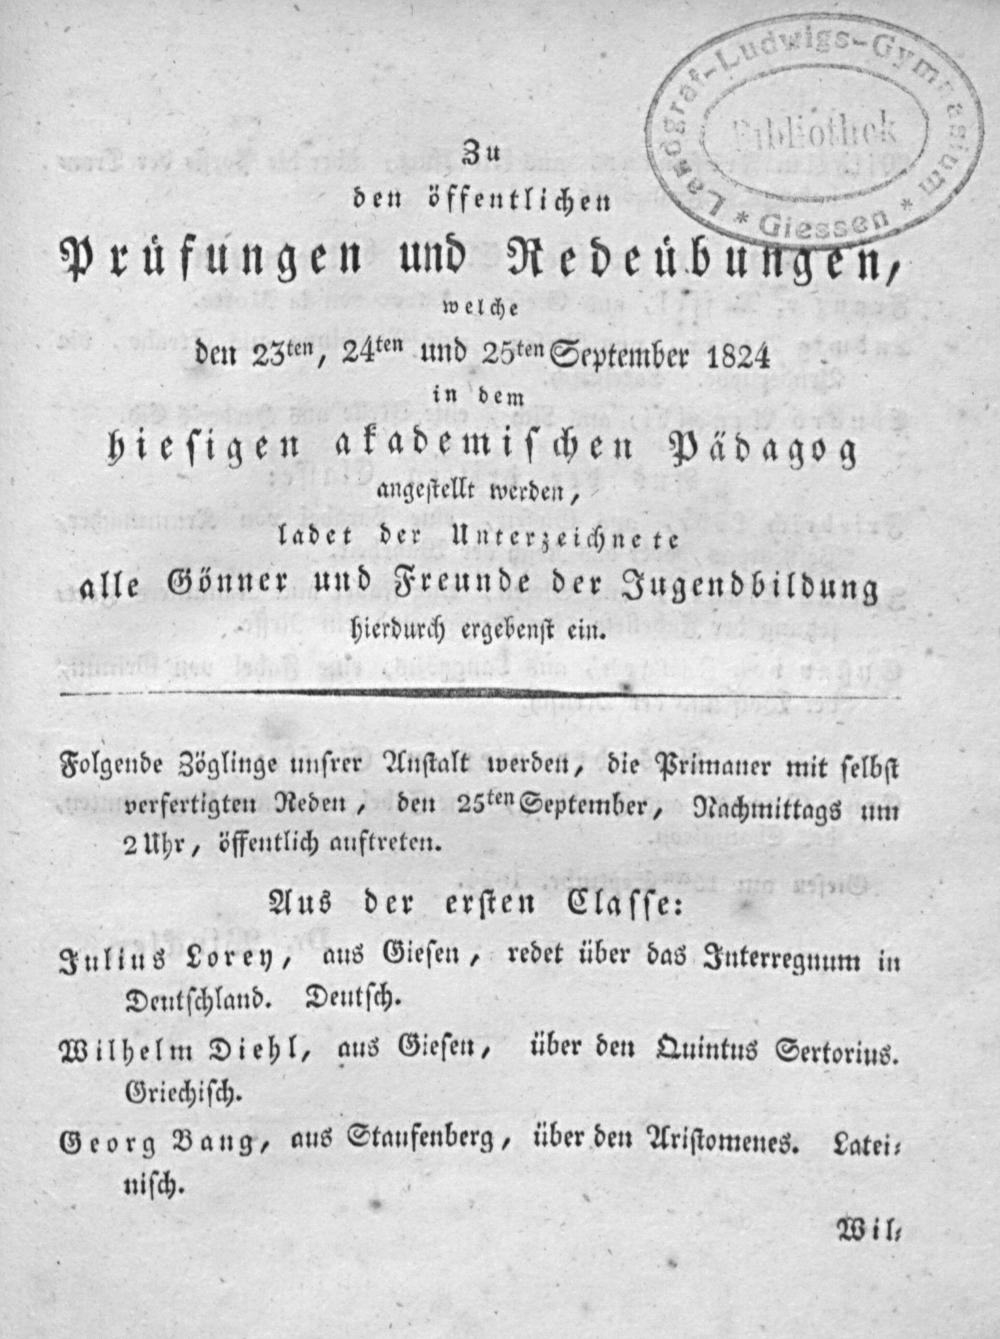 Landgraf-Ludwigs-Gymnasium
Bibliothek
* Giessen *
Zu
den öffentlichen
Prüfungen und Redeübungen,
welche
den 23ten, 24ten und 25ten September 1824
in dem
hiesigen akademischen Pädagog
angestellt werden,
ladet der Unterzeichnete
alle Gönner und Freunde der Jugendbildung
hierdurch ergebenst ein.
Folgende Zöglinge unsrer Anstalt werden, die Primaner mit selbst
verfertigten Reden, den 25ten September, Nachmittags um
2 Uhr, öffentlich auftreten.
Aus der ersten Classe:
Julius Lorey, aus Giesen, redet über das Interregnum in
Deutschland. Deutsch.
Wilhelm Diehl, aus Giesen, über den Quintus Sertorius.
Griechisch.
Georg Bang, aus Staufenberg, über den Aristomenes. Latei-
nisch.
Wil-